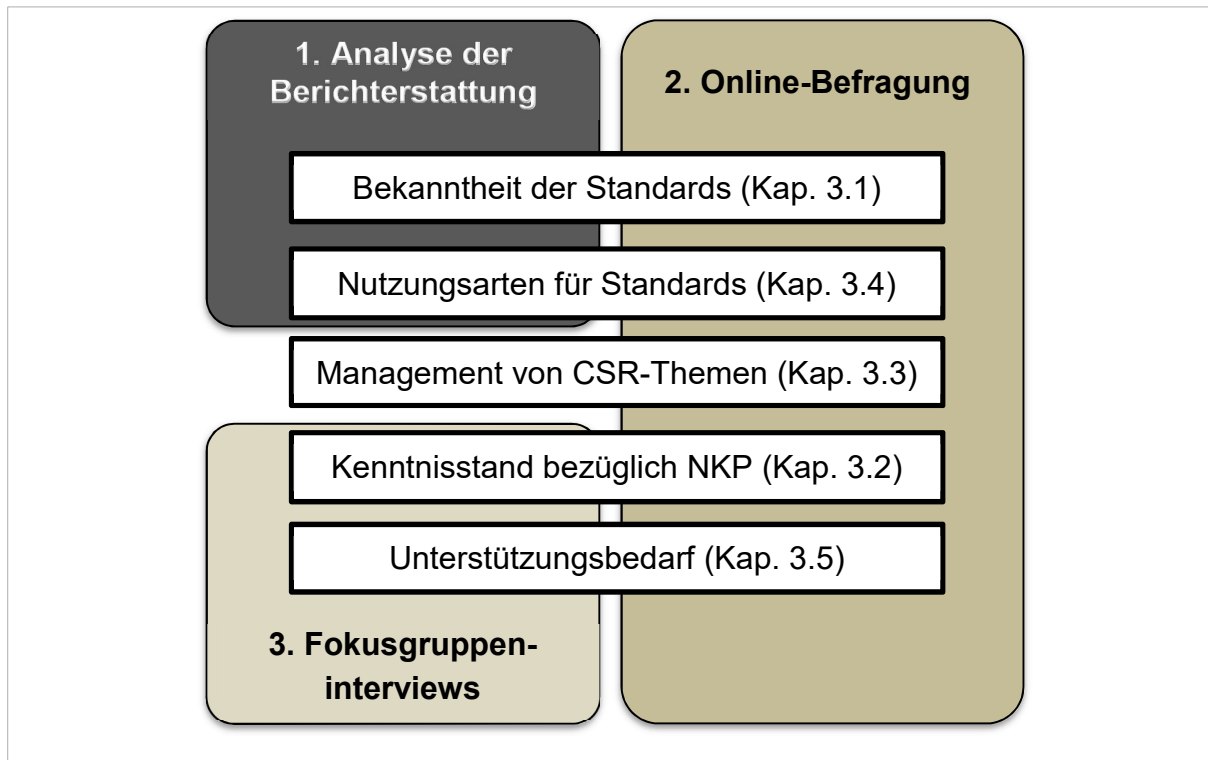 1. Analyse der
Berichterstattung
2. Online-Befragung
Bekanntheit der Standards (Kap. 3.1)
Nutzungsarten für Standards (Kap. 3.4)
Management von CSR-Themen (Kap. 3.3)
Kenntnisstand bezüglich NKP (Kap. 3.2)
Unterstützungsbedarf (Kap. 3.5)
3. Fokusgruppen-
interviews